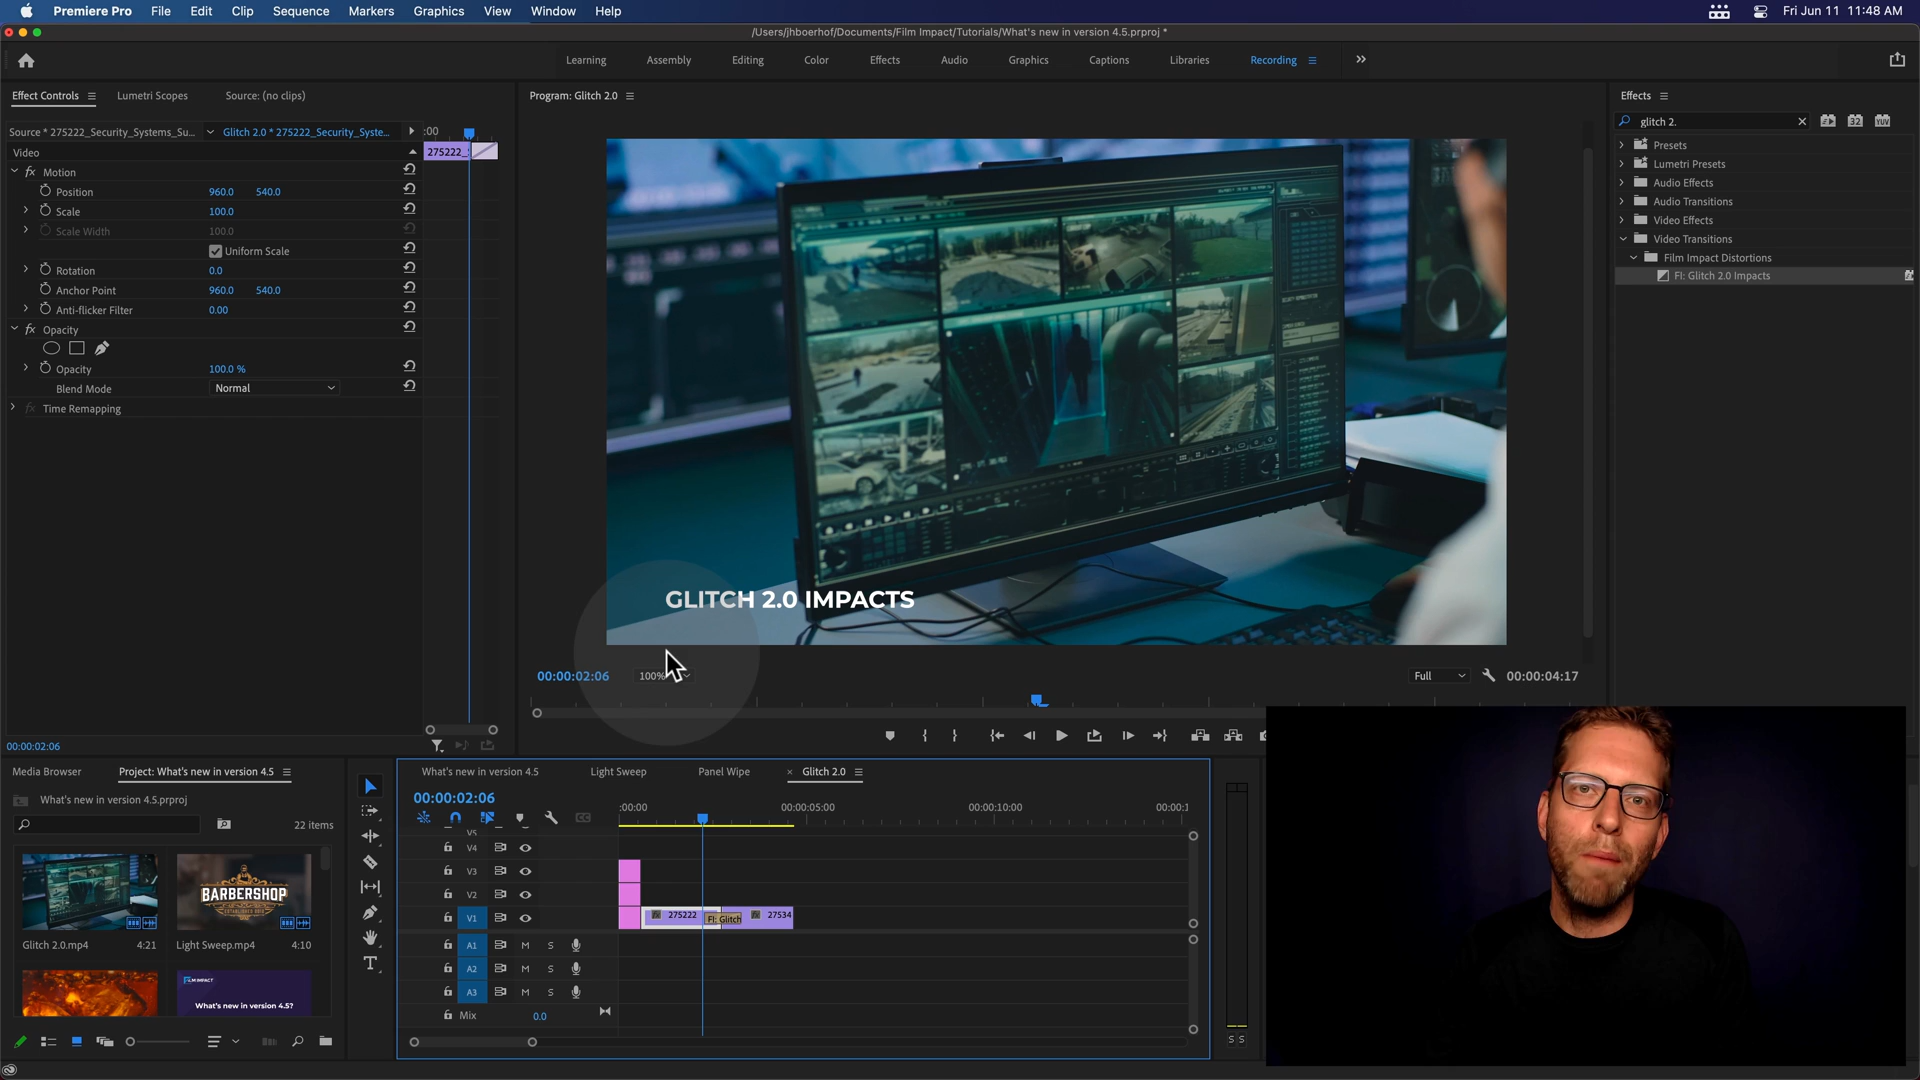 Premiere Pro File Edit Clip Sequence Markers Graphics View Window Help
Fri Jun 11 11:48 AM
/Users/jhboerhof/Documents/Film Impact/Tutorials/What's new in version 4.5.prproj *
Learning Assembly Editing Color Effects Audio Graphics Captions Libraries Recording
Effect Controls Lumetri Scopes Source: (no clips)
Program: Glitch 2.0
Effects
Source * 275222_Security_Systems_Su... Glitch 2.0 * 275222_Security_Syste...
:00
glitch 2.
Video
275222_
Motion
Position 960.0 540.0
Scale 100.0
Scale Width 100.0
Uniform Scale
Rotation 0.0
Anchor Point 960.0 540.0
Anti-flicker Filter 0.00
Opacity
Opacity 100.0 %
Blend Mode Normal
Time Remapping
Presets
Lumetri Presets
Audio Effects
Audio Transitions
Video Effects
Video Transitions
Film Impact Distortions
FI: Glitch 2.0 Impacts
GLITCH 2.0 IMPACTS
00:00:02:06 100% Full 00:00:04:17
00:00:02:06
Media Browser Project: What's new in version 4.5
What's new in version 4.5.prproj
22 items
BARBERSHOP
Glitch 2.0.mp4 4:21
Light Sweep.mp4 4:10
FILM IMPACT
What's new in version 4.5?
What's new in version 4.5 Light Sweep Panel Wipe × Glitch 2.0
00:00:02:06
:00:00 00:00:05:00 00:00:10:00 00:00:1
V5
V4
V3
V2
V1 275222 FI: Glitch 27534
A1 M S
A2 M S
A3 M S
Mix 0.0
S S